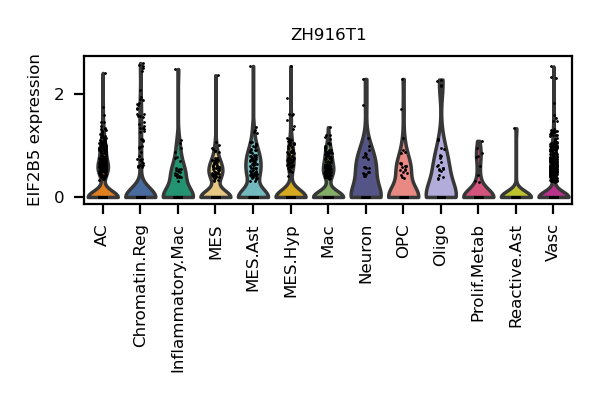 ZH916T1
EIF2B5 expression
2
0
AC
Chromatin.Reg
Inflammatory.Mac
MES
MES.Ast
MES.Hyp
Mac
Neuron
OPC
Oligo
Prolif.Metab
Reactive.Ast
Vasc